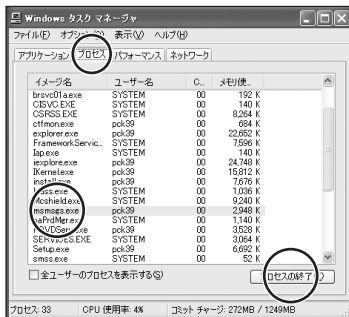 Windows タスク マネージャ
ファイル(F) オプション(O) 表示(V) ヘルプ(H)
アプリケーション プロセス パフォーマンス ネットワーク
イメージ名 ユーザー名 C... メモリ使...
brsvc01a.exe SYSTEM 00 192 K
CISVC.EXE SYSTEM 00 140 K
CSRSS.EXE SYSTEM 00 8,264 K
ctfmon.exe pck39 00 684 K
explorer.exe pck39 00 22,652 K
FrameworkServic... SYSTEM 00 7,596 K
Iap.exe SYSTEM 00 140 K
iexplore.exe pck39 00 24,748 K
IKernel.exe pck39 00 15,812 K
pck39 00 7,676 K
SYSTEM 00 1,036 K
Mcshield.exe SYSTEM 00 9,240 K
msmsgs.exe pck39 00 2,948 K
SYSTEM 00 1,140 K
pck39 00 3,528 K
SERVICES.EXE SYSTEM 00 3,064 K
Setup.exe pck39 00 6,692 K
smss.exe SYSTEM 00 52 K
全ユーザーのプロセスを表示する(S) プロセスの終了(E)
プロセス: 33 CPU 使用率: 4% コミット チャージ: 272MB / 1249MB